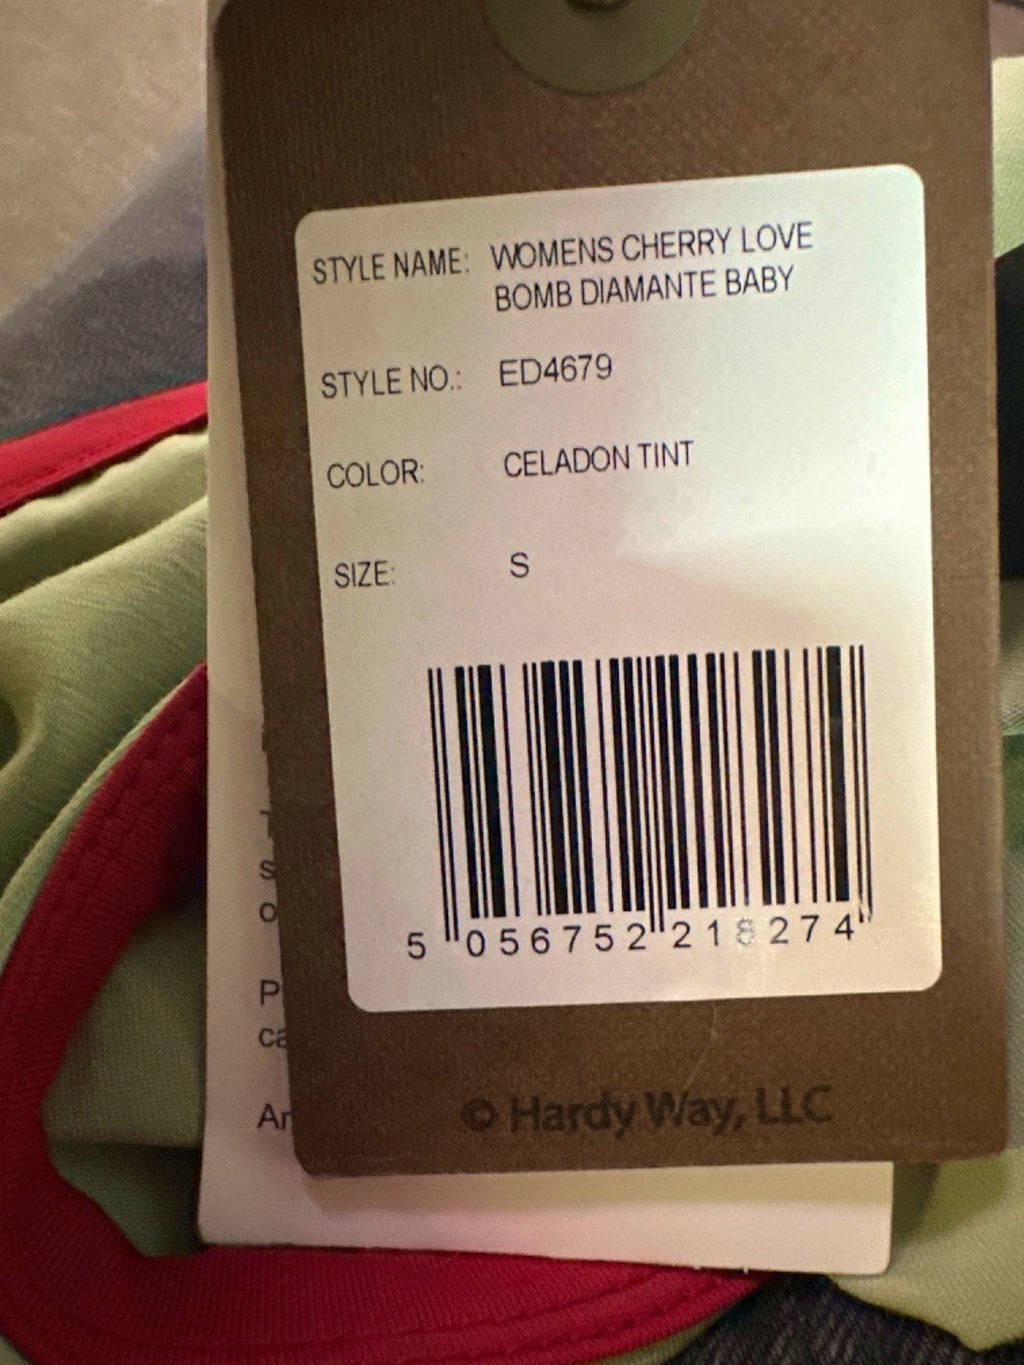 STYLE NAME: WOMENS CHERRY LOVE
BOMB DIAMANTE BABY
STYLE NO.: ED4679
COLOR: CELADON TINT
SIZE: S
5 056752 218274
© Hardy Way, LLC